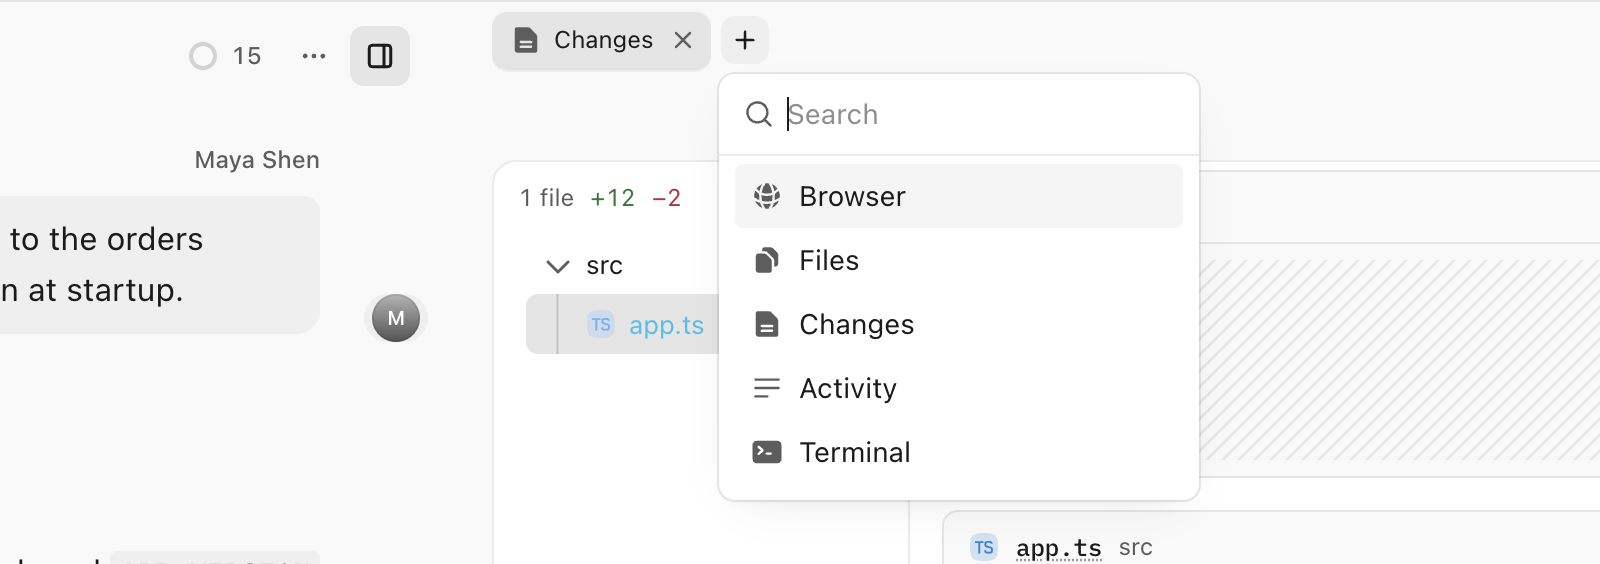 15
Changes
Search
Maya Shen
to the orders
n at startup.
M
1 file +12 −2
src
TS app.ts
Browser
Files
Changes
Activity
Terminal
TS app.ts src